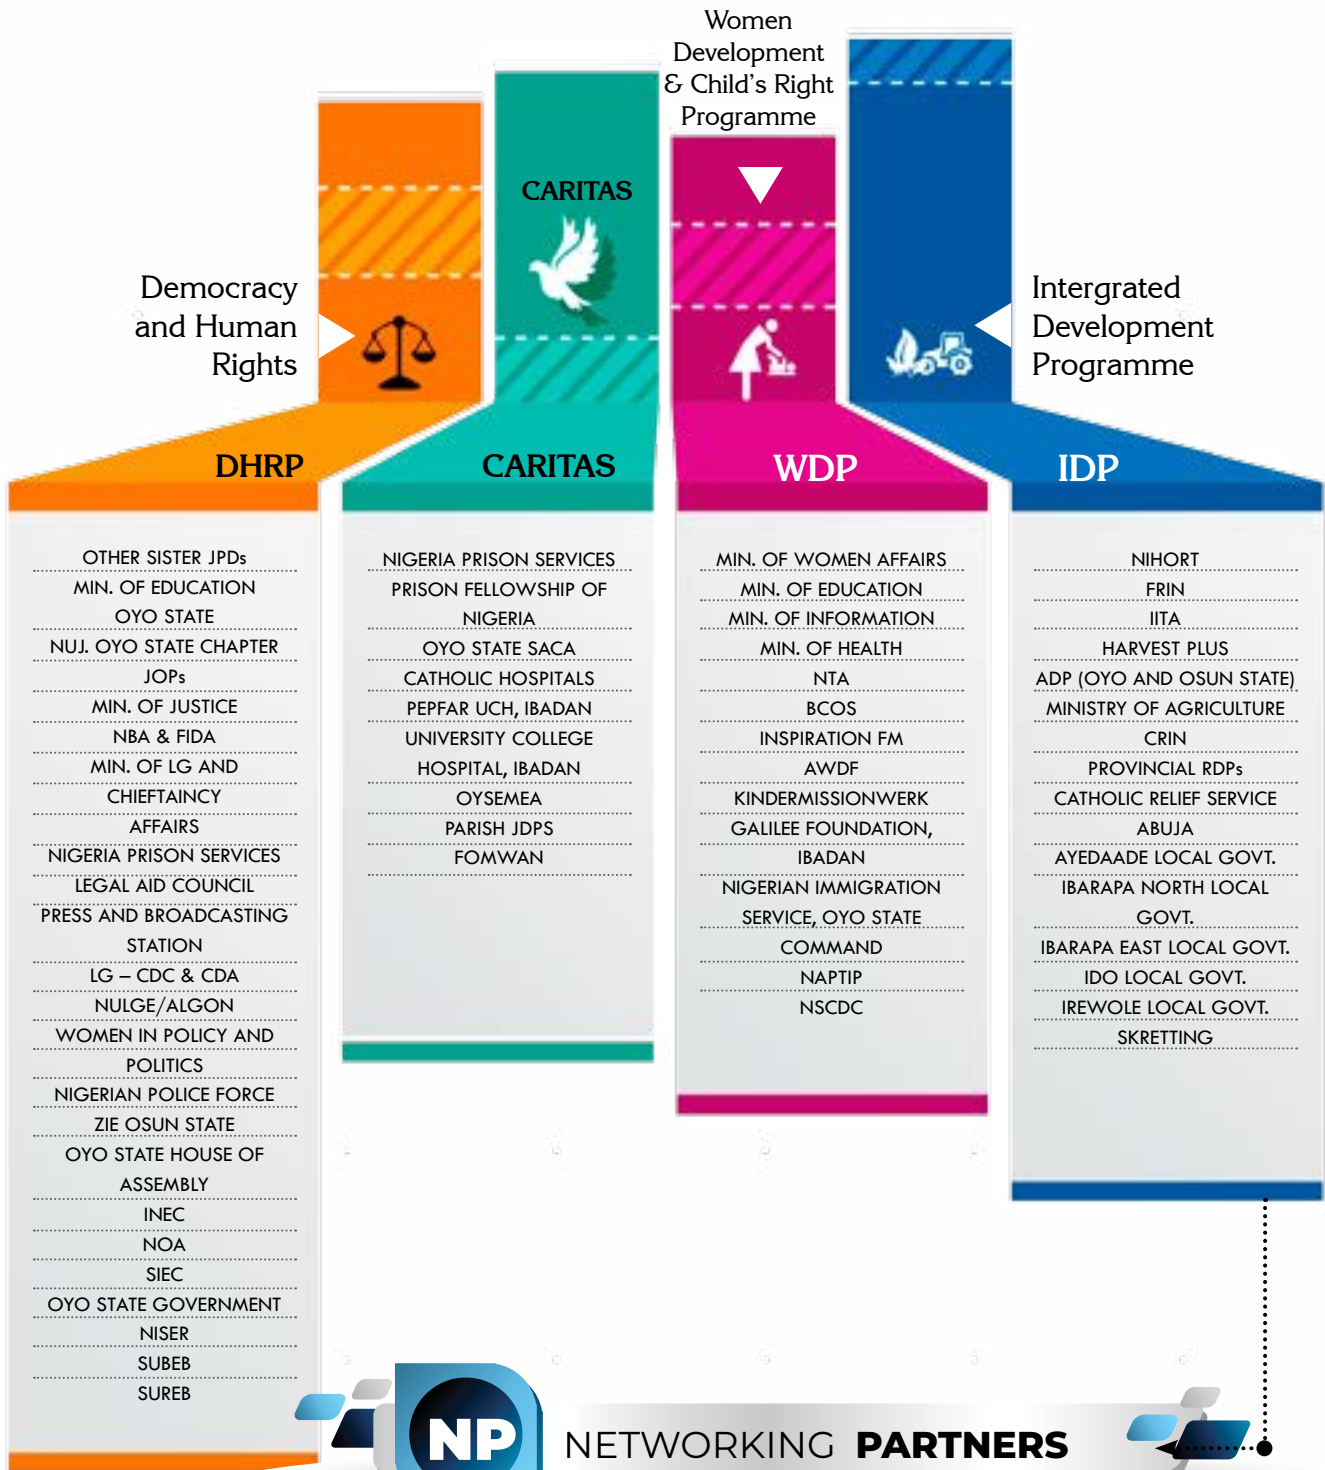 Women
Development
& Child's Right
Programme
CARITAS
Democracy
and Human
Rights
Intergrated
Development
Programme
DHRP
OTHER SISTER JPDs
MIN. OF EDUCATION
OYO STATE
NUJ. OYO STATE CHAPTER
JOPs
MIN. OF JUSTICE
NBA & FIDA
MIN. OF LG AND
CHIEFTAINCY
AFFAIRS
NIGERIA PRISON SERVICES
LEGAL AID COUNCIL
PRESS AND BROADCASTING
STATION
LG – CDC & CDA
NULGE/ALGON
WOMEN IN POLICY AND
POLITICS
NIGERIAN POLICE FORCE
ZIE OSUN STATE
OYO STATE HOUSE OF
ASSEMBLY
INEC
NOA
SIEC
OYO STATE GOVERNMENT
NISER
SUBEB
SUREB
CARITAS
NIGERIA PRISON SERVICES
PRISON FELLOWSHIP OF
NIGERIA
OYO STATE SACA
CATHOLIC HOSPITALS
PEPFAR UCH, IBADAN
UNIVERSITY COLLEGE
HOSPITAL, IBADAN
OYSEMEA
PARISH JDPS
FOMWAN
WDP
MIN. OF WOMEN AFFAIRS
MIN. OF EDUCATION
MIN. OF INFORMATION
MIN. OF HEALTH
NTA
BCOS
INSPIRATION FM
AWDF
KINDERMISSIONWERK
GALILEE FOUNDATION,
IBADAN
NIGERIAN IMMIGRATION
SERVICE, OYO STATE
COMMAND
NAPTIP
NSCDC
IDP
NIHORT
FRIN
IITA
HARVEST PLUS
ADP (OYO AND OSUN STATE)
MINISTRY OF AGRICULTURE
CRIN
PROVINCIAL RDPs
CATHOLIC RELIEF SERVICE
ABUJA
AYEDAADE LOCAL GOVT.
IBARAPA NORTH LOCAL
GOVT.
IBARAPA EAST LOCAL GOVT.
IDO LOCAL GOVT.
IREWOLE LOCAL GOVT.
SKRETTING
NP
NETWORKING PARTNERS